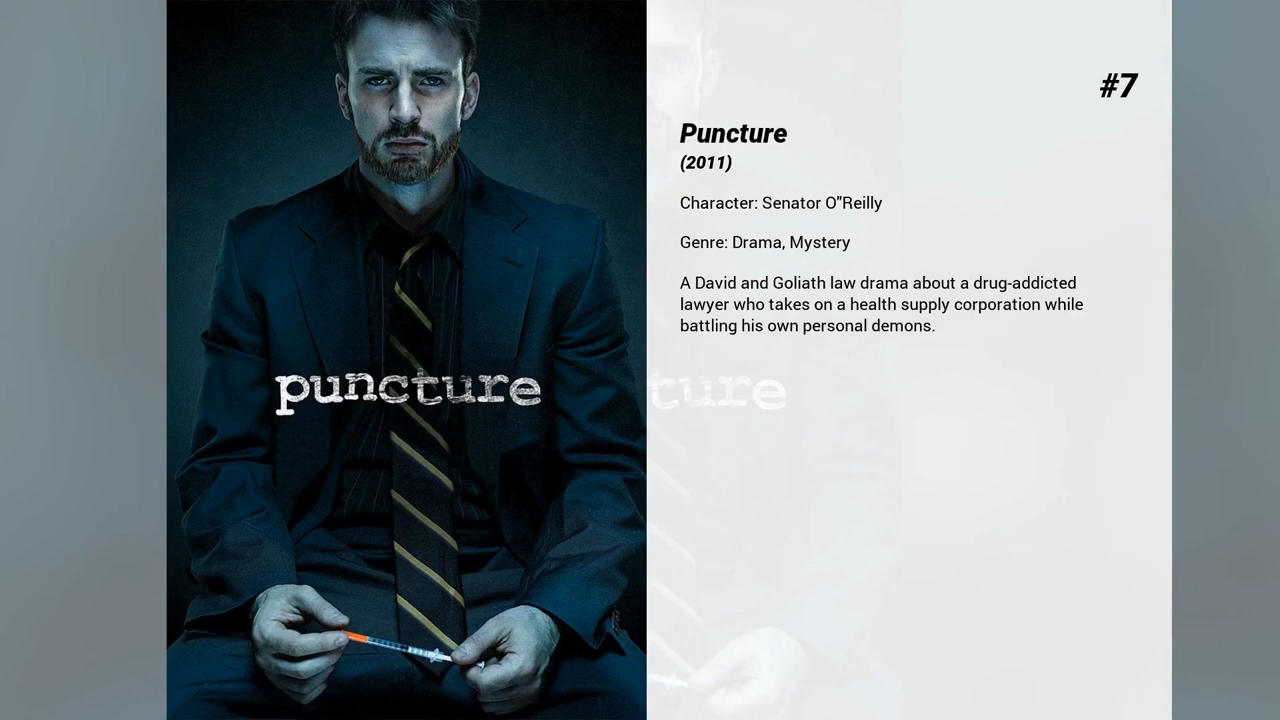 #7
Puncture
(2011)
Character: Senator O"Reilly
Genre: Drama, Mystery
A David and Goliath law drama about a drug-addicted
lawyer who takes on a health supply corporation while
battling his own personal demons.
puncture
ture